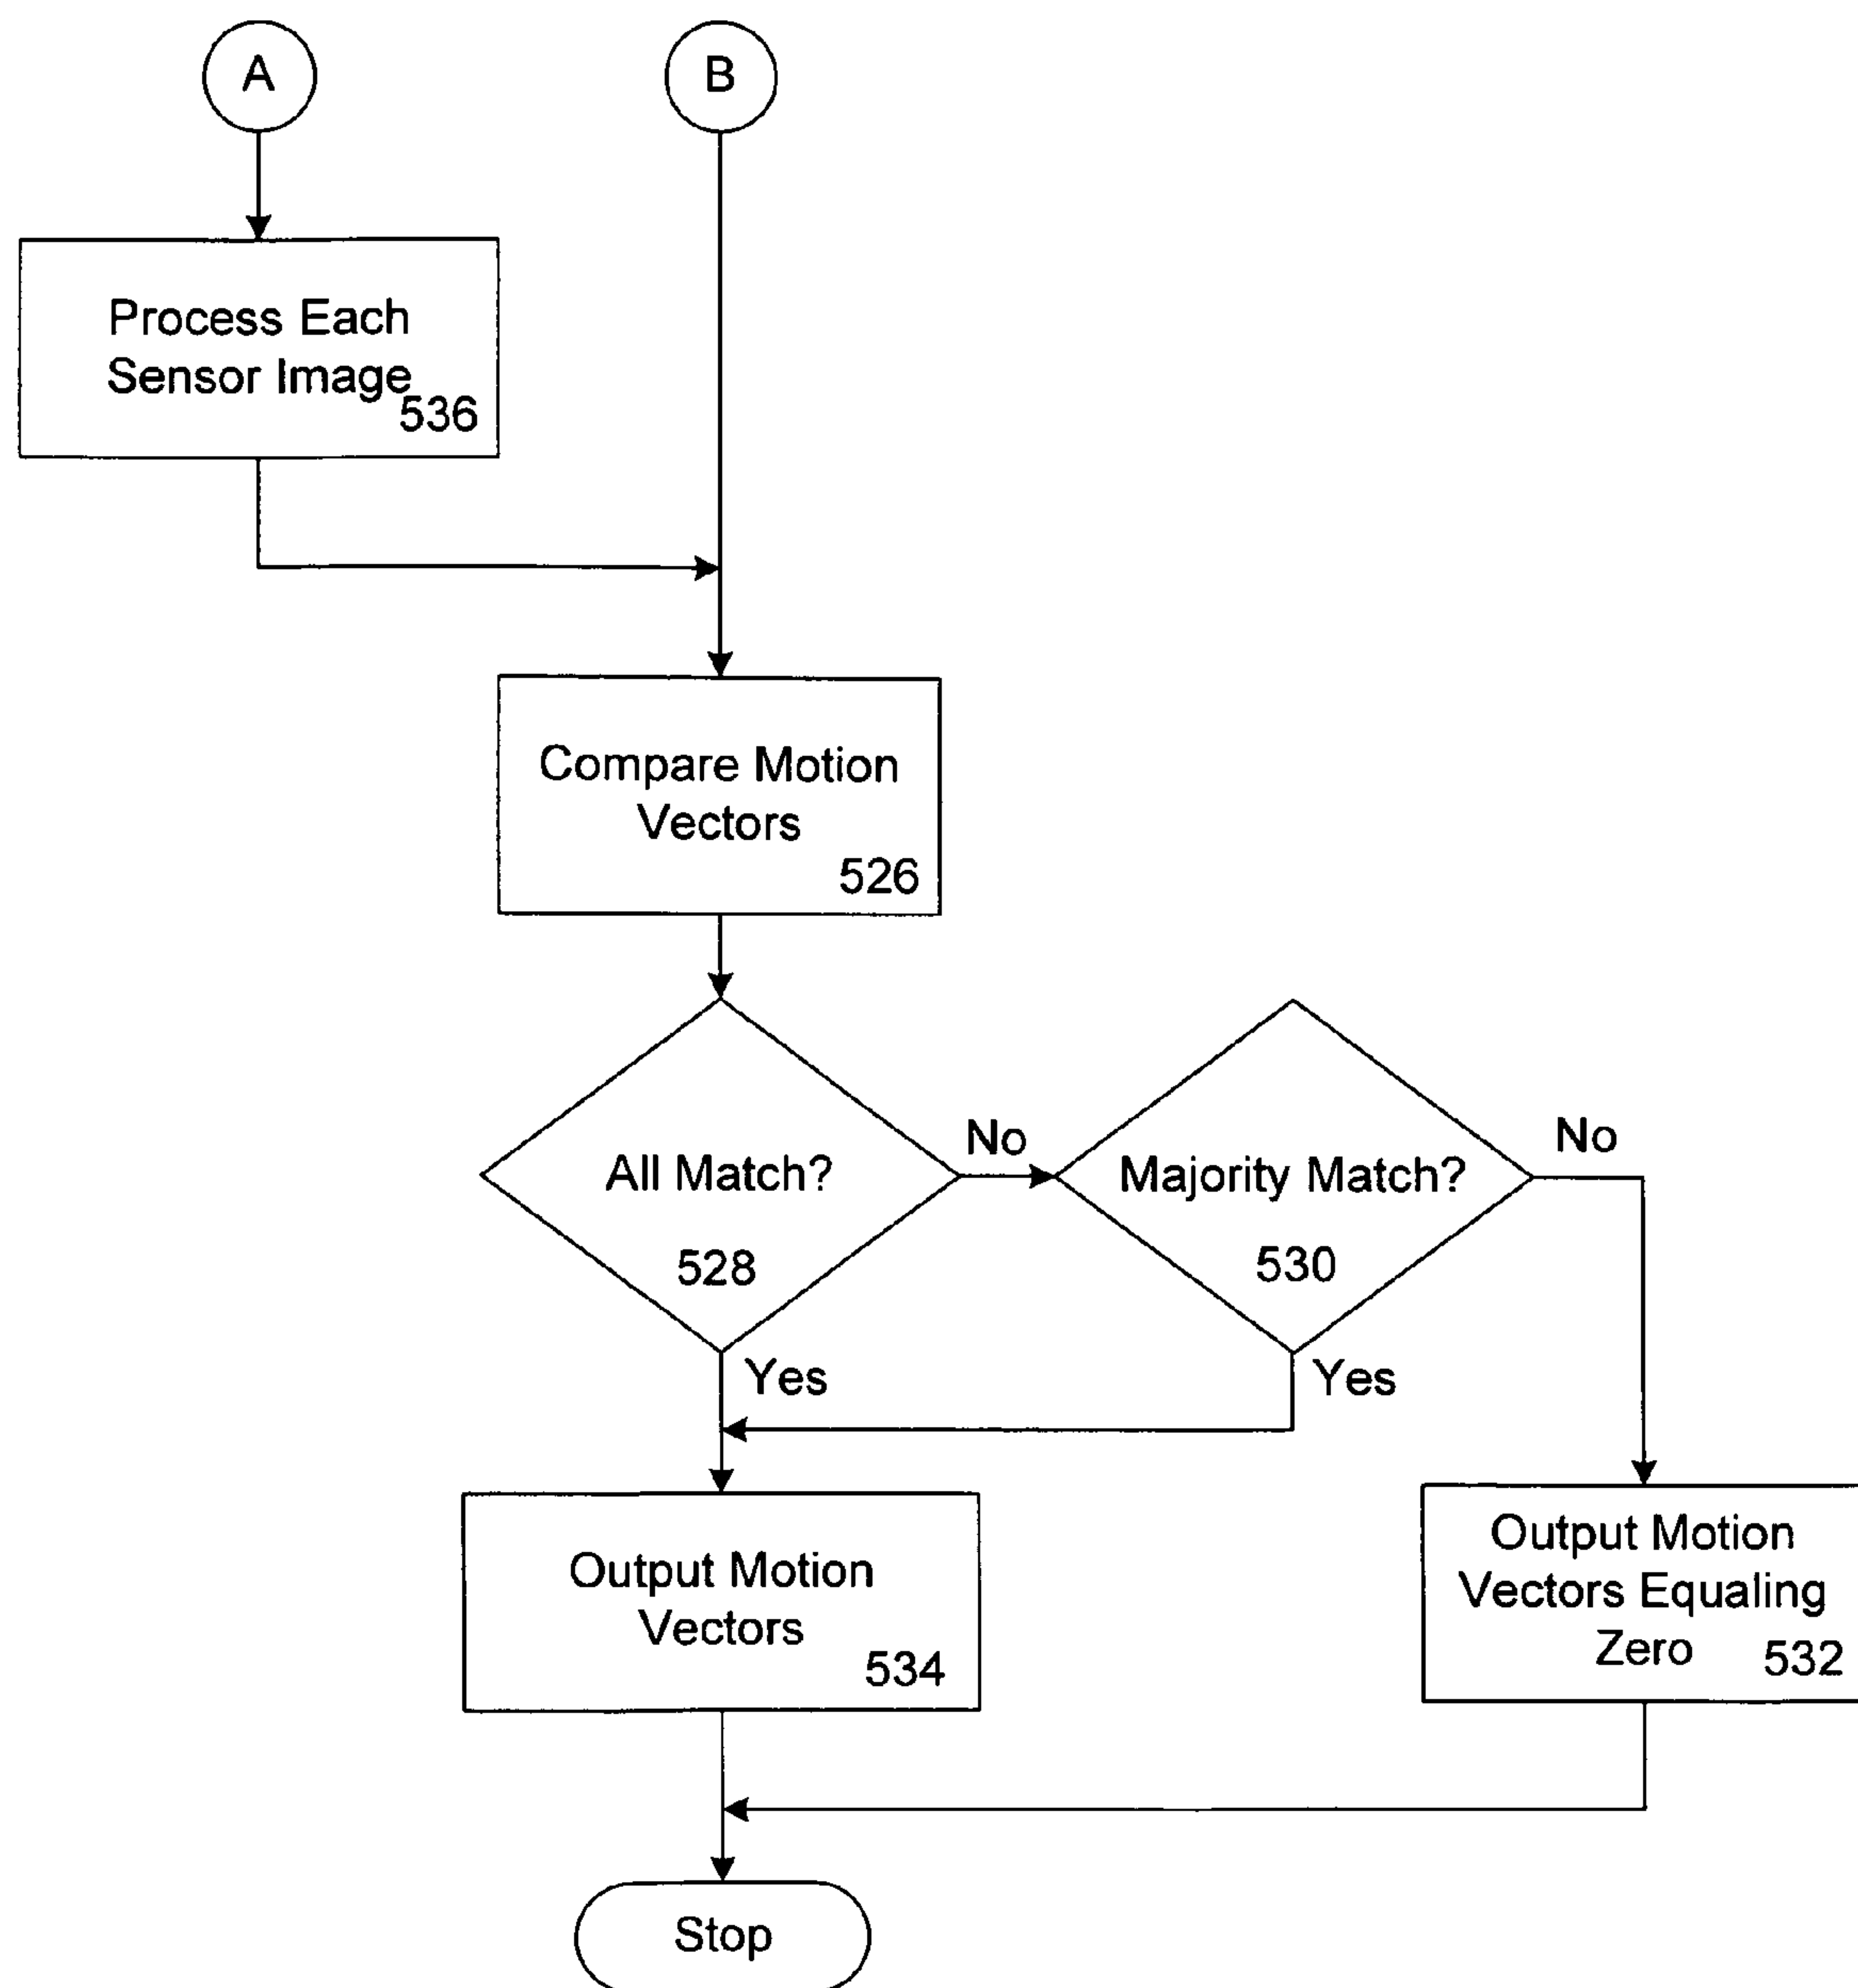 A
B
Process Each
Sensor Image
536
Compare Motion
Vectors
526
All Match?
528
No
Majority Match?
530
No
Yes
Yes
Output Motion
Vectors
534
Output Motion
Vectors Equaling
Zero 532
Stop